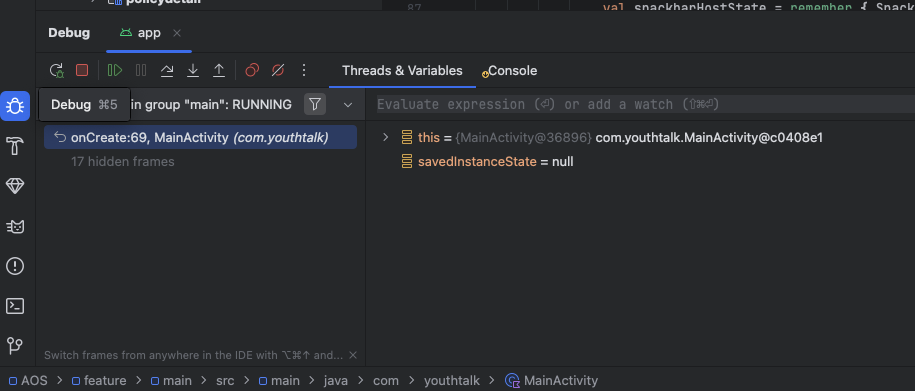 policydetail
87
val snackbarHostState = remember { Snack
Debug
app
Threads & Variables
Console
Debug ⌘5
in group "main": RUNNING
Evaluate expression (⏎) or add a watch (⇧⌘⏎)
onCreate:69, MainActivity (com.youthtalk)
17 hidden frames
this = {MainActivity@36896} com.youthtalk.MainActivity@c0408e1
savedInstanceState = null
Switch frames from anywhere in the IDE with ⌥⌘↑ and...
AOS > feature > main > src > main > java > com > youthtalk > MainActivity